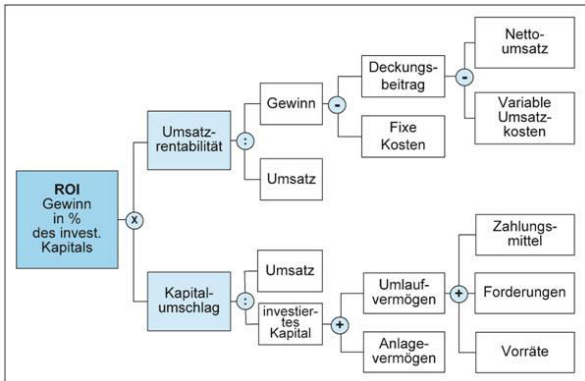 ROI
Gewinn
in %
des invest.
Kapitals
x
Umsatz-
rentabilität
:
Gewinn
-
Deckungs-
beitrag
-
Netto-
umsatz
Variable
Umsatz-
kosten
Fixe
Kosten
Umsatz
Kapital-
umschlag
:
Umsatz
investier-
tes
Kapital
+
Umlauf-
vermögen
+
Zahlungs-
mittel
Forderungen
Vorräte
Anlage-
vermögen